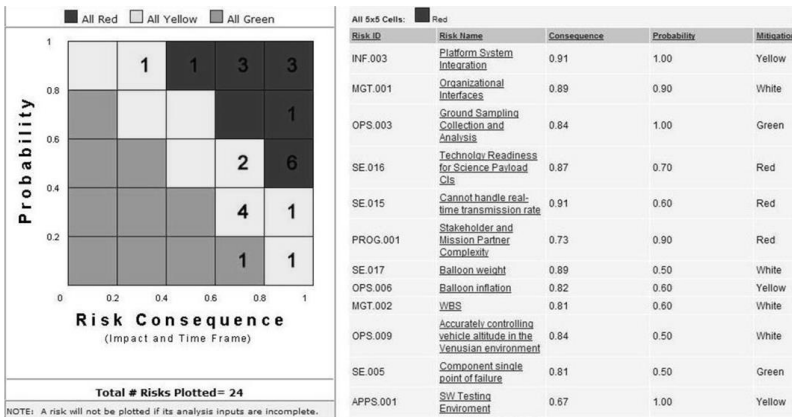 All Red All Yellow All Green
1
0.8
0.6
0.4
0.2
Probability
1 1 3 3
1
2 6
4 1
1 1
0 0.2 0.4 0.6 0.8 1
Risk Consequence
(Impact and Time Frame)
Total # Risks Plotted= 24
NOTE: A risk will not be plotted if its analysis inputs are incomplete.
All 5x5 Cells: Red
Risk ID Risk Name Consequence Probability Mitigation
INF.003 Platform System
Integration 0.91 1.00 Yellow
MGT.001 Organizational
Interfaces 0.89 0.90 White
OPS.003 Ground Sampling
Collection and
Analysis 0.84 1.00 Green
SE.016 Technology Readiness
for Science Payload
CIs 0.87 0.70 Red
SE.015 Cannot handle real-
time transmission rate 0.91 0.60 Red
PROG.001 Stakeholder and
Mission Partner
Complexity 0.73 0.90 Red
SE.017 Balloon weight 0.89 0.50 White
OPS.006 Balloon inflation 0.82 0.60 Yellow
MGT.002 WBS 0.81 0.60 White
OPS.009 Accurately controlling
vehicle altitude in the
Venusian environment 0.84 0.50 White
SE.005 Component single
point of failure 0.81 0.50 Green
APPS.001 SW Testing
Enviroment 0.67 1.00 Yellow